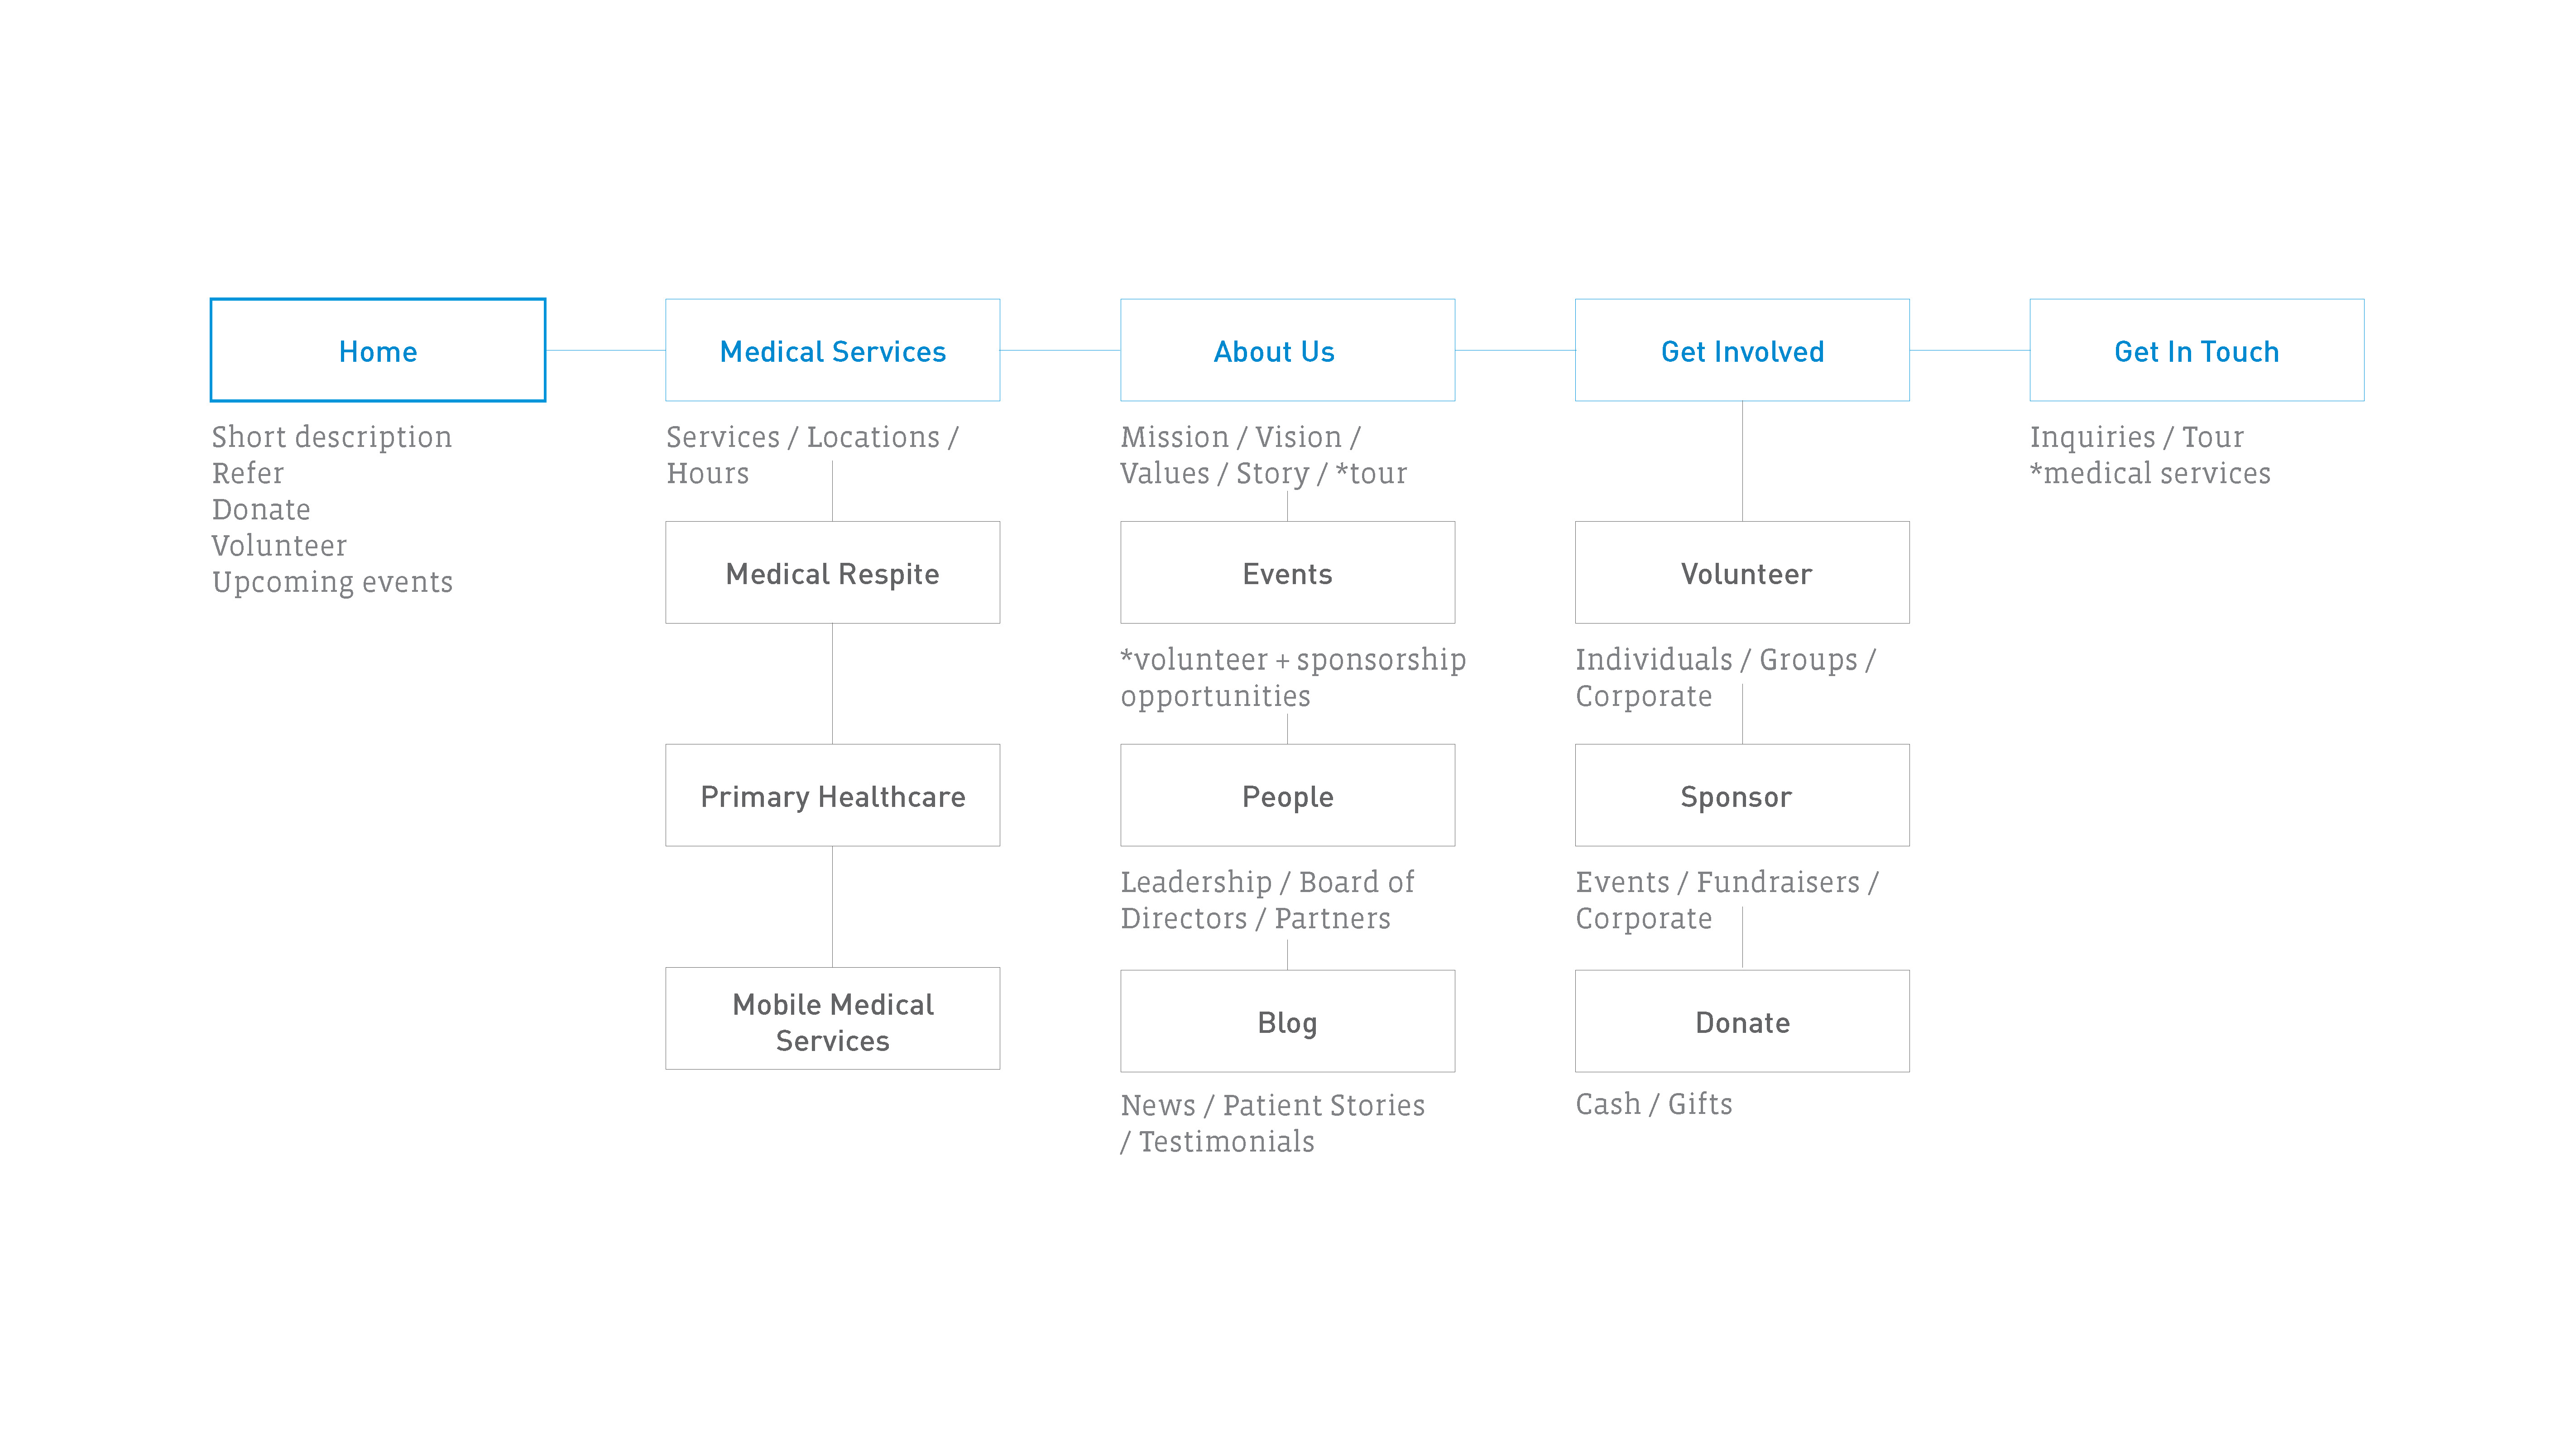 Home
Short description
Refer
Donate
Volunteer
Upcoming events
Medical Services
Services / Locations /
Hours
Medical Respite
Primary Healthcare
Mobile Medical
Services
About Us
Mission / Vision /
Values / Story / *tour
Events
*volunteer + sponsorship
opportunities
People
Leadership / Board of
Directors / Partners
Blog
News / Patient Stories
/ Testimonials
Get Involved
Volunteer
Individuals / Groups /
Corporate
Sponsor
Events / Fundraisers /
Corporate
Donate
Cash / Gifts
Get In Touch
Inquiries / Tour
*medical services